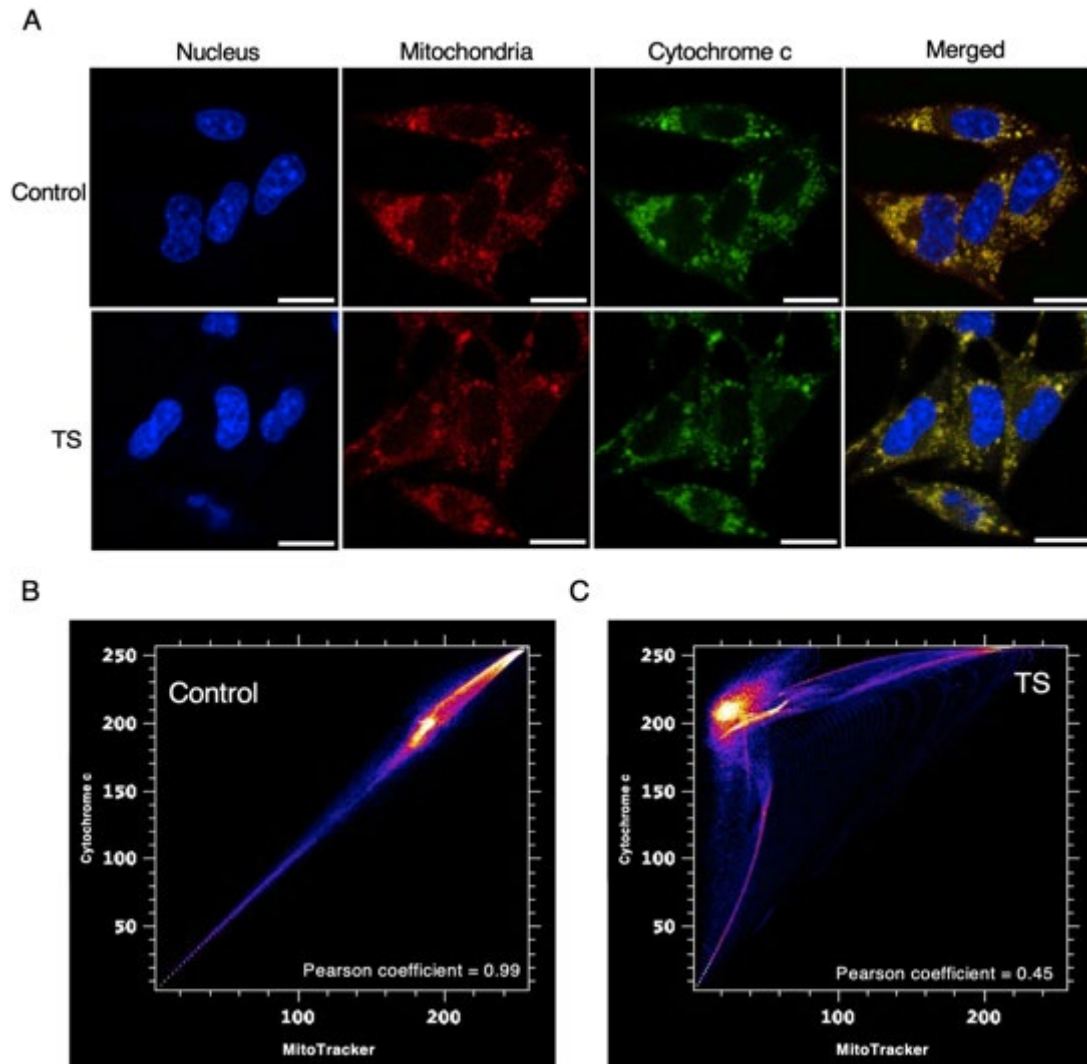 A
Nucleus Mitochondria Cytochrome c Merged
Control
TS
B
C
250
200
150
100
50
Control
Cytochrome c
Pearson coefficient = 0.99
100 200
MitoTracker
250
200
150
100
50
TS
Cytochrome c
Pearson coefficient = 0.45
100 200
MitoTracker